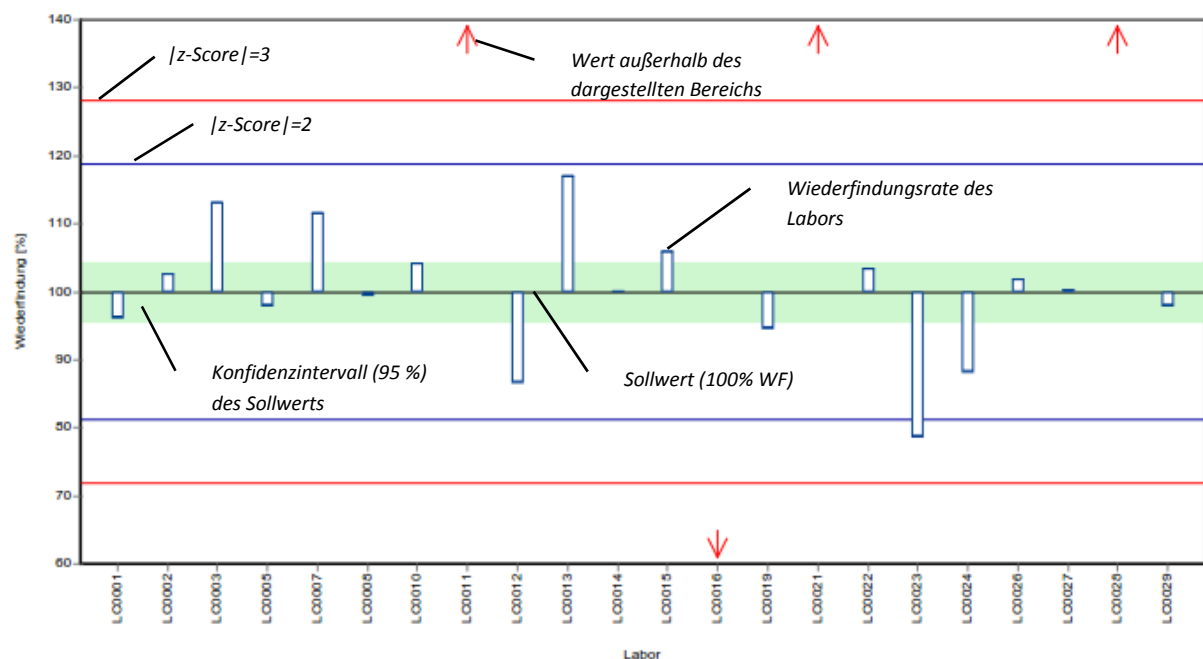 140
130
120
110
100
90
80
70
60
Wiederfindung [%]
|z-Score|=3
|z-Score|=2
Wert außerhalb des
dargestellten Bereichs
Wiederfindungsrate des
Labors
Konfidenzintervall (95 %)
des Sollwerts
Sollwert (100% WF)
LC0001
LC0002
LC0003
LC0005
LC0007
LC0008
LC0010
LC0011
LC0012
LC0013
LC0014
LC0015
LC0016
LC0019
LC0021
LC0022
LC0023
LC0024
LC0026
LC0027
LC0028
LC0029
Labor